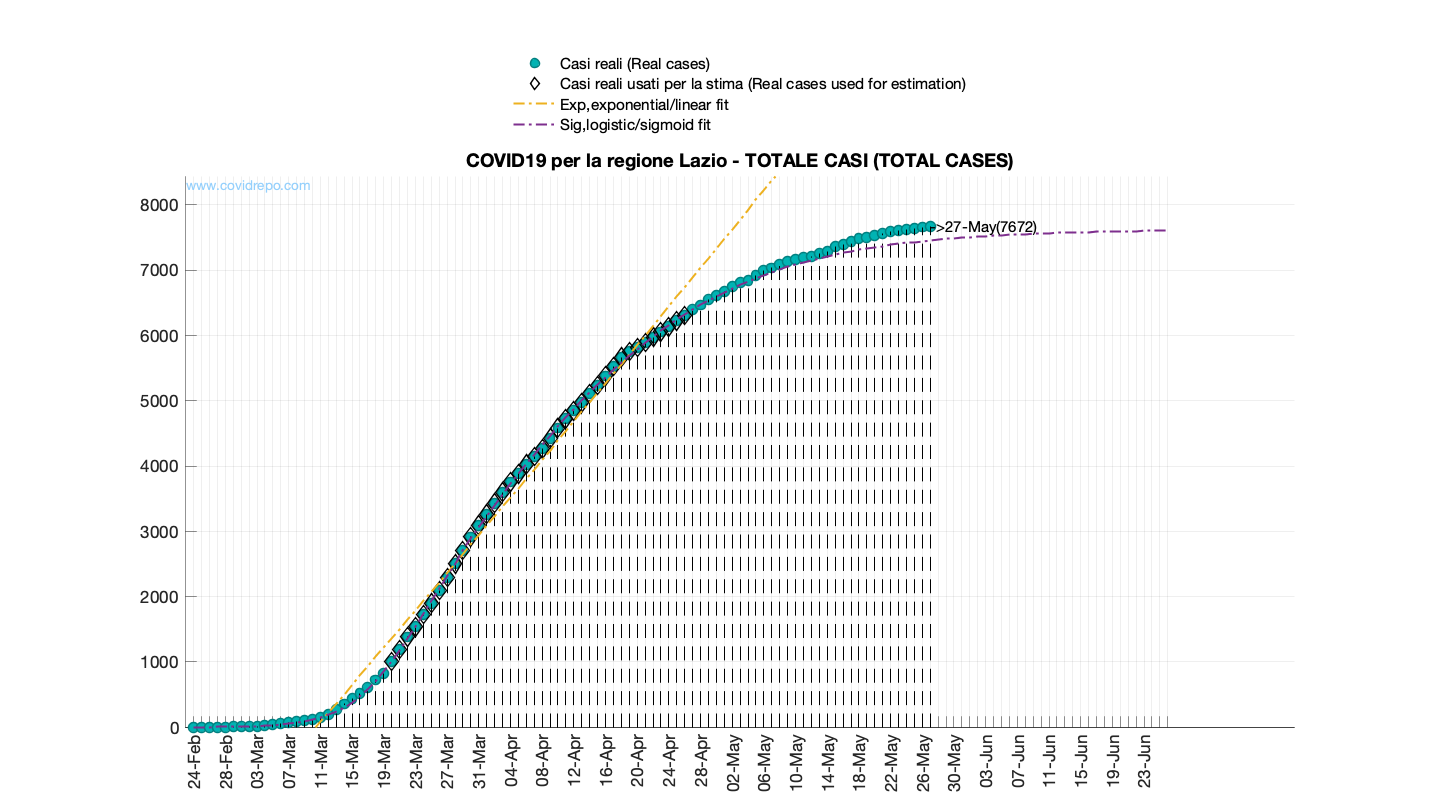 Casi reali (Real cases)
Casi reali usati per la stima (Real cases used for estimation)
Exp,exponential/linear fit
Sig,logistic/sigmoid fit
COVID19 per la regione Lazio - TOTALE CASI (TOTAL CASES)
www.covidrepo.com
8000
7000
6000
5000
4000
3000
2000
1000
0
>27-May(7672)
24-Feb
28-Feb
03-Mar
07-Mar
11-Mar
15-Mar
19-Mar
23-Mar
27-Mar
31-Mar
04-Apr
08-Apr
12-Apr
16-Apr
20-Apr
24-Apr
28-Apr
02-May
06-May
10-May
14-May
18-May
22-May
26-May
30-May
03-Jun
07-Jun
11-Jun
15-Jun
19-Jun
23-Jun